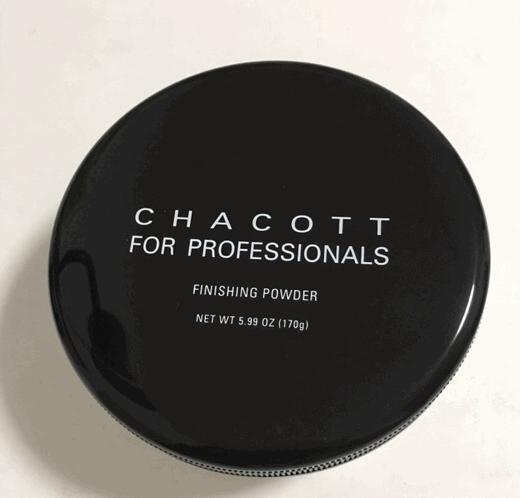 CHACOTT
FOR PROFESSIONALS
FINISHING POWDER
NET WT 5.99 OZ (170g)